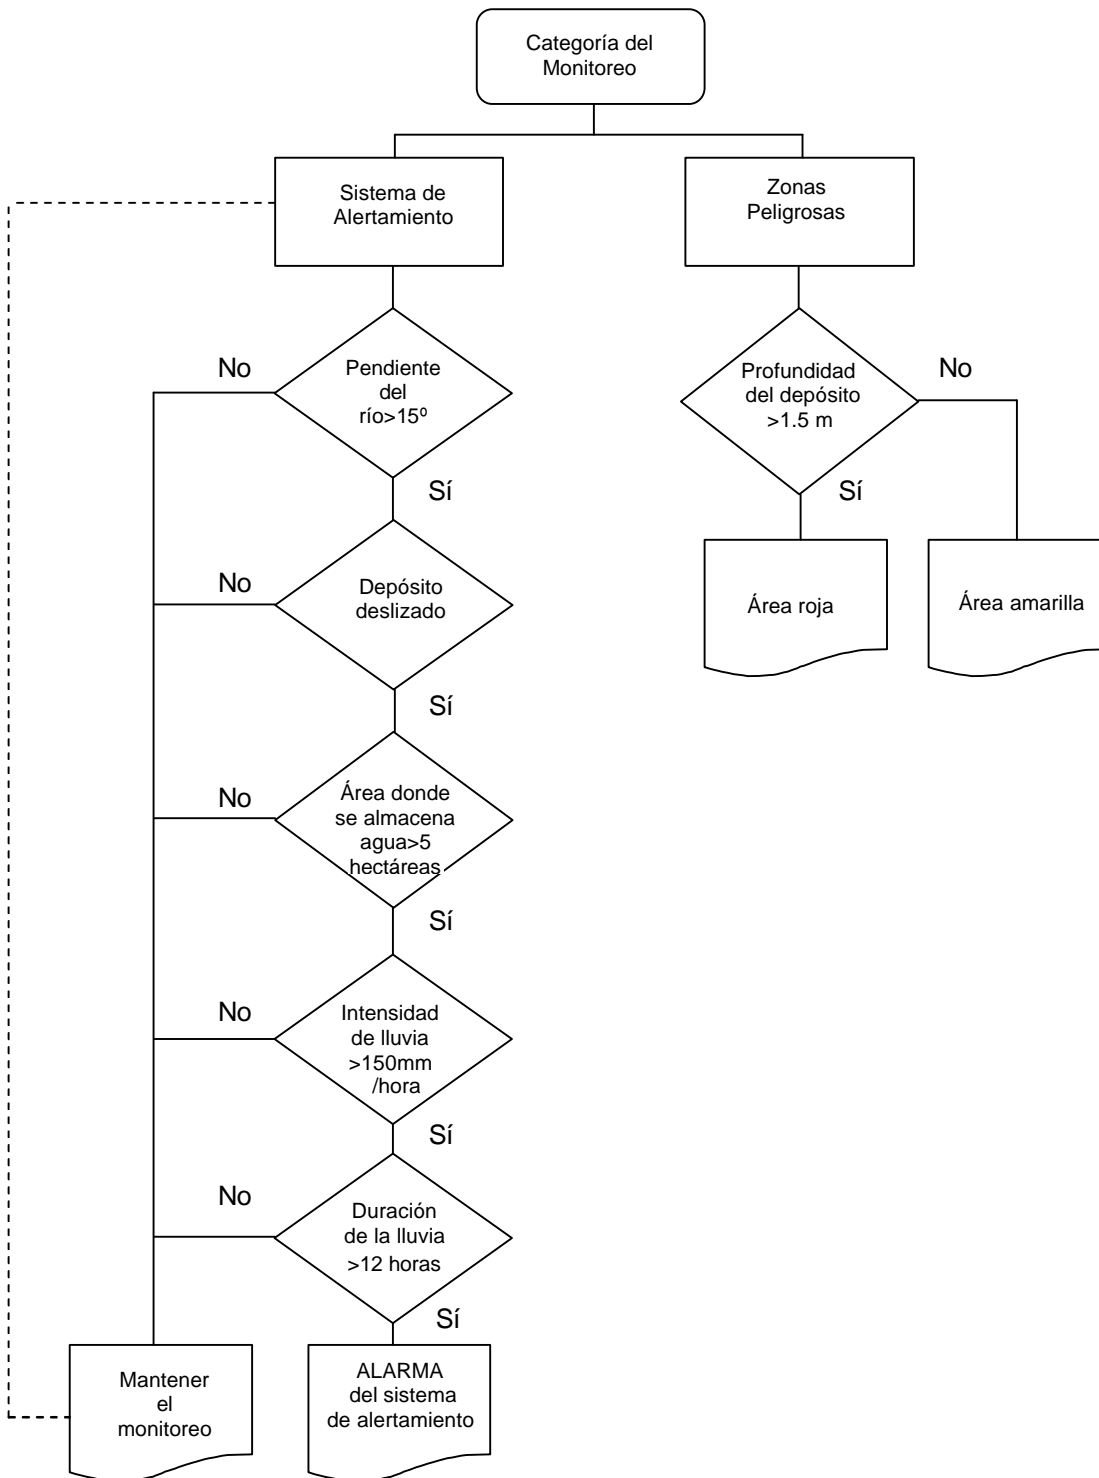 Categoría del
Monitoreo
Sistema de
Alertamiento
Zonas
Peligrosas
No
Pendiente
del
río>15º
Sí
Profundidad
del depósito
>1.5 m
No
Sí
No
Depósito
deslizado
Sí
Área roja
Área amarilla
No
Área donde
se almacena
agua>5
hectáreas
Sí
No
Intensidad
de lluvia
>150mm
/hora
Sí
No
Duración
de la lluvia
>12 horas
Sí
Mantener
el
monitoreo
ALARMA
del sistema
de alertamiento